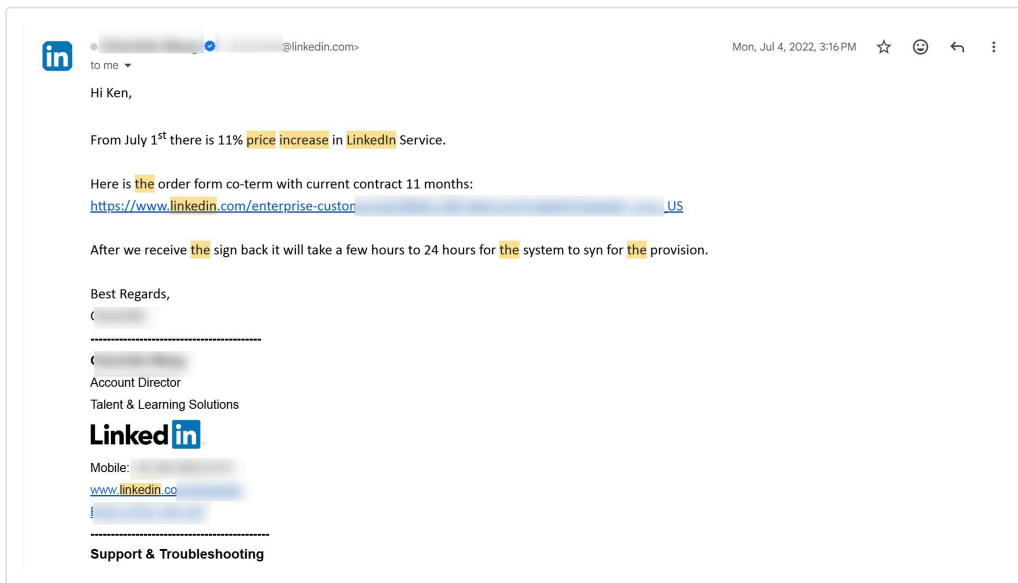 @linkedin.com>
Mon, Jul 4, 2022, 3:16 PM
to me
Hi Ken,
From July 1st there is 11% price increase in LinkedIn Service.
Here is the order form co-term with current contract 11 months:
https://www.linkedin.com/enterprise-custon US
After we receive the sign back it will take a few hours to 24 hours for the system to syn for the provision.
Best Regards,
-----------------------------------------
Account Director
Talent & Learning Solutions
Linked in
Mobile:
www.linkedin.co
-------------------------------------------
Support & Troubleshooting